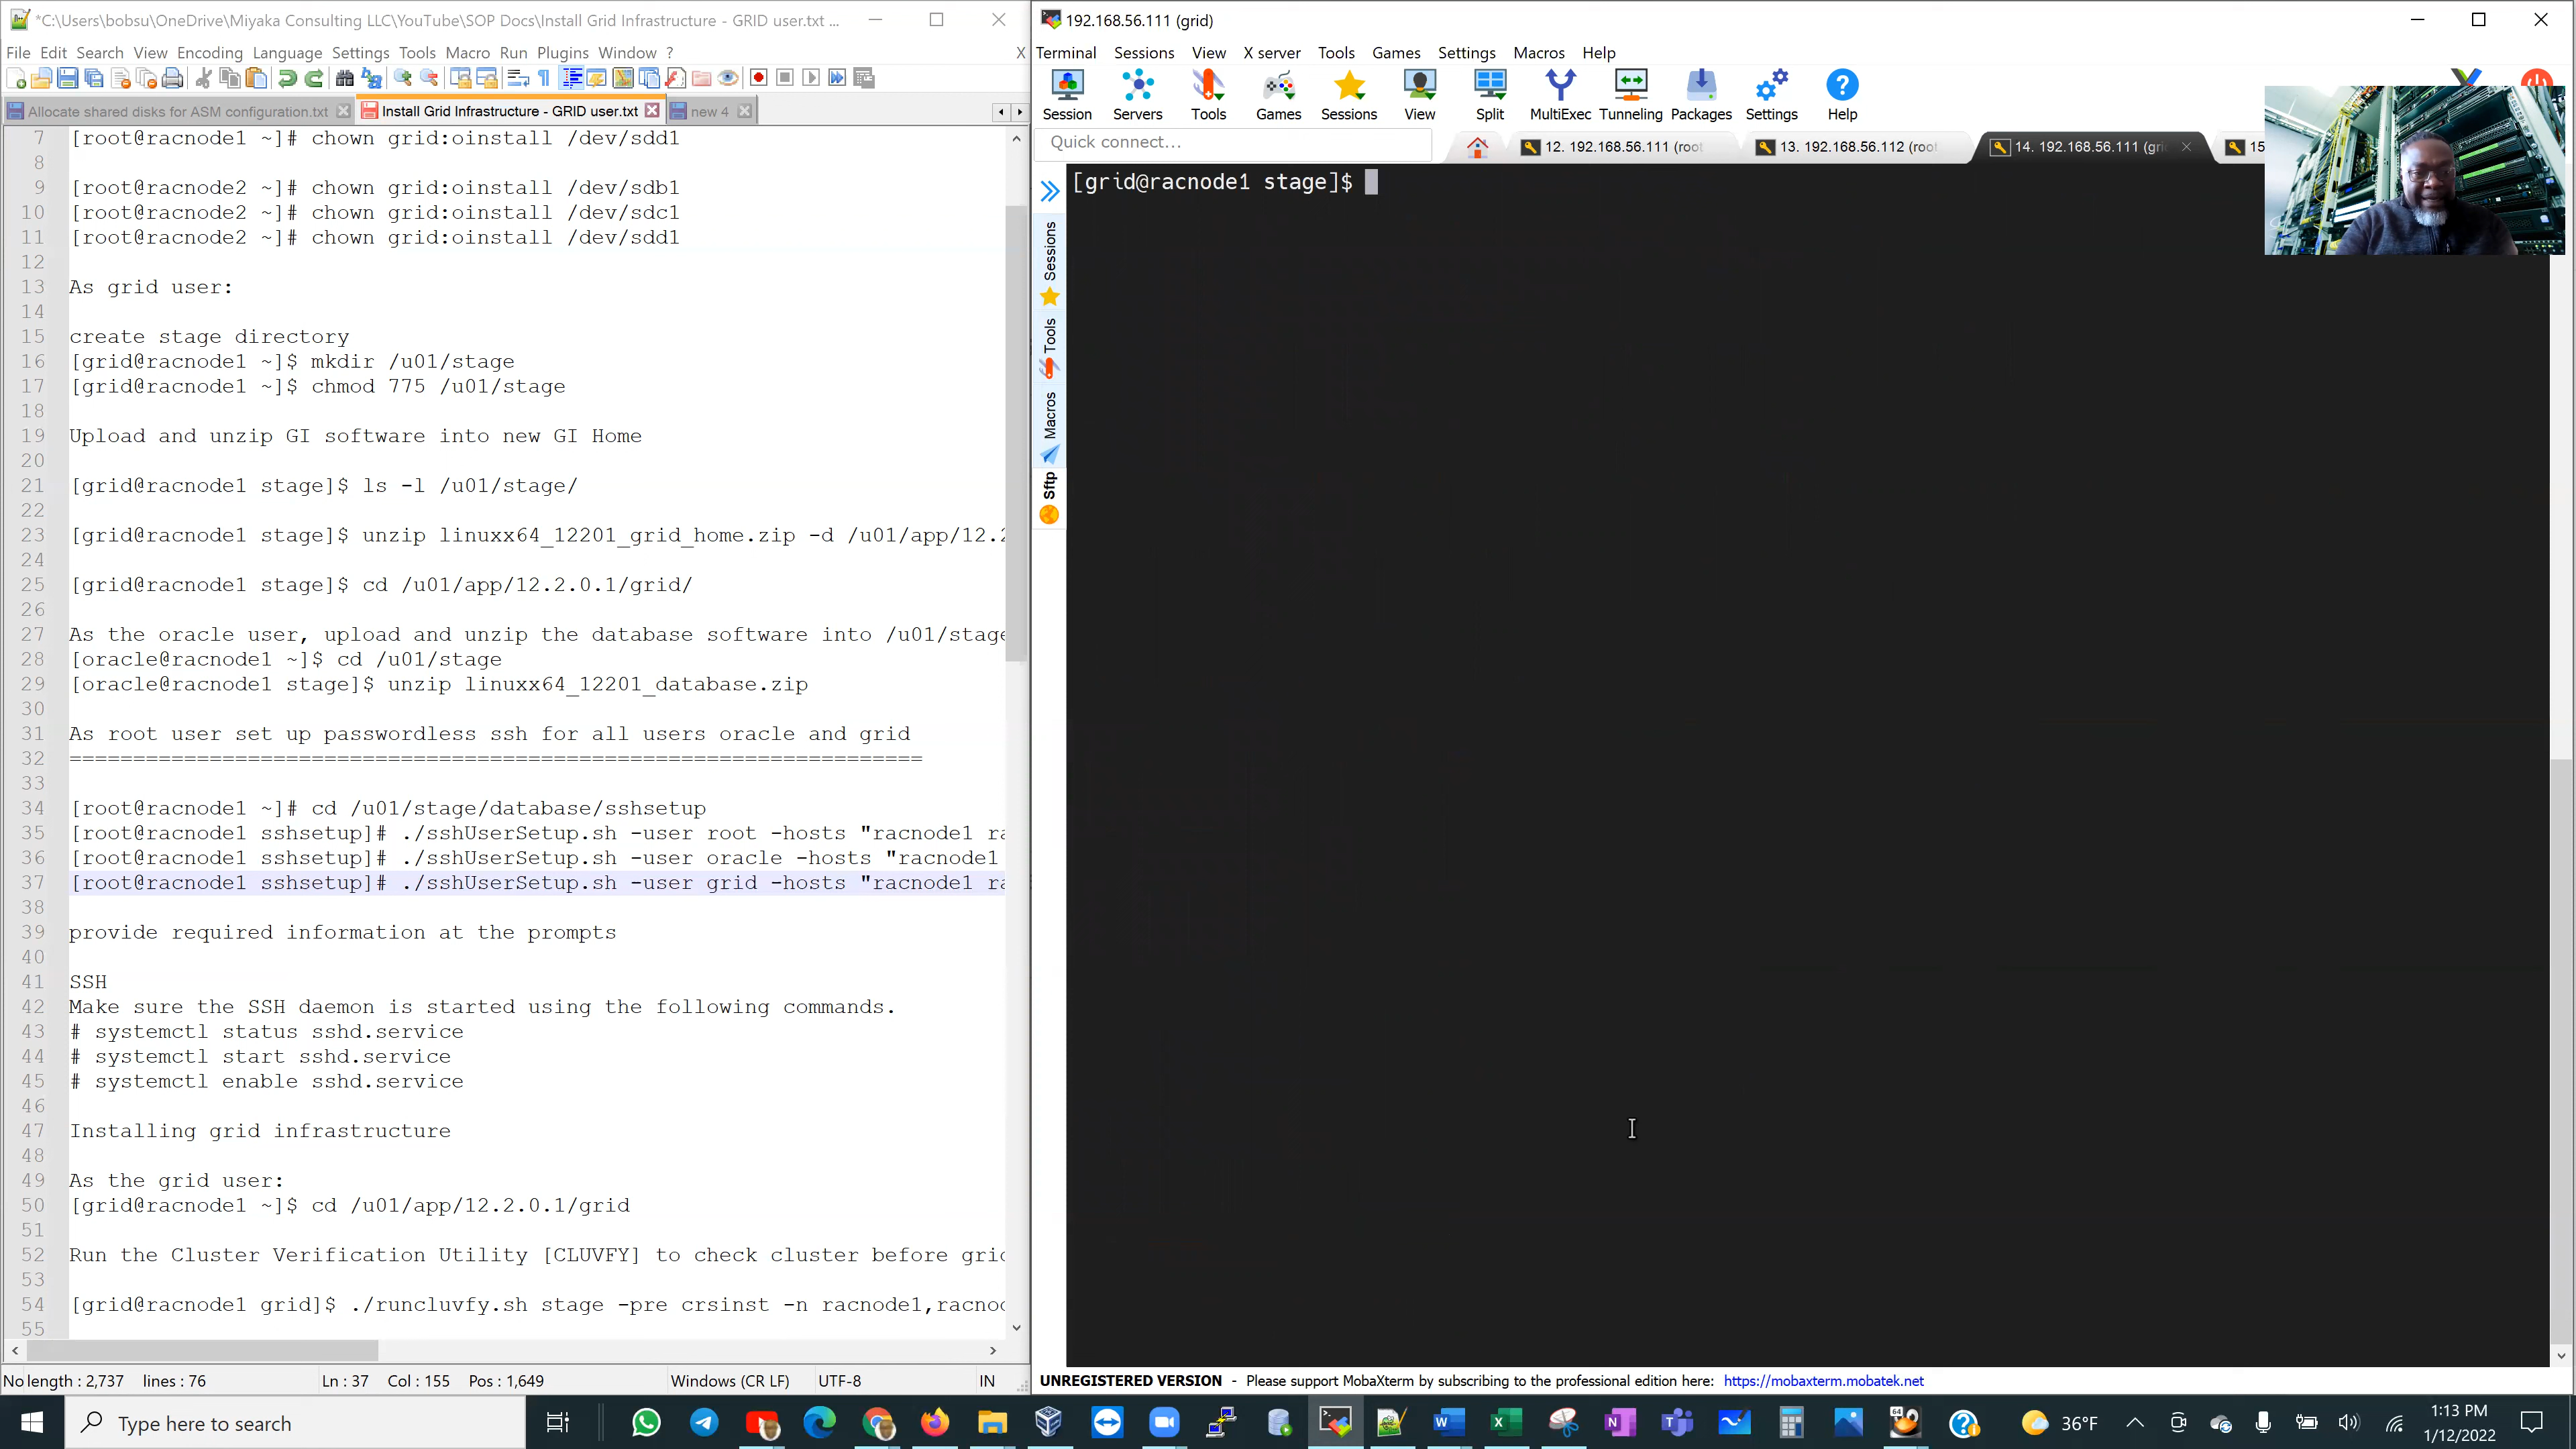 *C:\Users\bobsu\OneDrive\Miyaka Consulting LLC\YouTube\SOP Docs\Install Grid Infrastructure - GRID user.txt ...
File Edit Search View Encoding Language Settings Tools Macro Run Plugins Window ? X
Allocate shared disks for ASM configuration.txt Install Grid Infrastructure - GRID user.txt new 4
7 [root@racnode1 ~]# chown grid:oinstall /dev/sdd1
8
9 [root@racnode2 ~]# chown grid:oinstall /dev/sdb1
10 [root@racnode2 ~]# chown grid:oinstall /dev/sdc1
11 [root@racnode2 ~]# chown grid:oinstall /dev/sdd1
12
13 As grid user:
14
15 create stage directory
16 [grid@racnode1 ~]$ mkdir /u01/stage
17 [grid@racnode1 ~]$ chmod 775 /u01/stage
18
19 Upload and unzip GI software into new GI Home
20
21 [grid@racnode1 stage]$ ls -l /u01/stage/
22
23 [grid@racnode1 stage]$ unzip linuxx64_12201_grid_home.zip -d /u01/app/12.2
24
25 [grid@racnode1 stage]$ cd /u01/app/12.2.0.1/grid/
26
27 As the oracle user, upload and unzip the database software into /u01/stage
28 [oracle@racnode1 ~]$ cd /u01/stage
29 [oracle@racnode1 stage]$ unzip linuxx64_12201_database.zip
30
31 As root user set up passwordless ssh for all users oracle and grid
32 ===================================================================
33
34 [root@racnode1 ~]# cd /u01/stage/database/sshsetup
35 [root@racnode1 sshsetup]# ./sshUserSetup.sh -user root -hosts "racnode1 ra
36 [root@racnode1 sshsetup]# ./sshUserSetup.sh -user oracle -hosts "racnode1
37 [root@racnode1 sshsetup]# ./sshUserSetup.sh -user grid -hosts "racnode1 ra
38
39 provide required information at the prompts
40
41 SSH
42 Make sure the SSH daemon is started using the following commands.
43 # systemctl status sshd.service
44 # systemctl start sshd.service
45 # systemctl enable sshd.service
46
47 Installing grid infrastructure
48
49 As the grid user:
50 [grid@racnode1 ~]$ cd /u01/app/12.2.0.1/grid
51
52 Run the Cluster Verification Utility [CLUVFY] to check cluster before grid
53
54 [grid@racnode1 grid]$ ./runcluvfy.sh stage -pre crsinst -n racnode1,racnod
55
No length : 2,737 lines : 76 Ln : 37 Col : 155 Pos : 1,649 Windows (CR LF) UTF-8 IN
192.168.56.111 (grid)
Terminal Sessions View X server Tools Games Settings Macros Help
Session Servers Tools Games Sessions View Split MultiExec Tunneling Packages Settings Help
Quick connect... 12. 192.168.56.111 (root 13. 192.168.56.112 (root 14. 192.168.56.111 (gri 15
[grid@racnode1 stage]$
Sessions
Tools
Macros
Sftp
UNREGISTERED VERSION - Please support MobaXterm by subscribing to the professional edition here: https://mobaxterm.mobatek.net
Type here to search
36°F
1:13 PM
1/12/2022